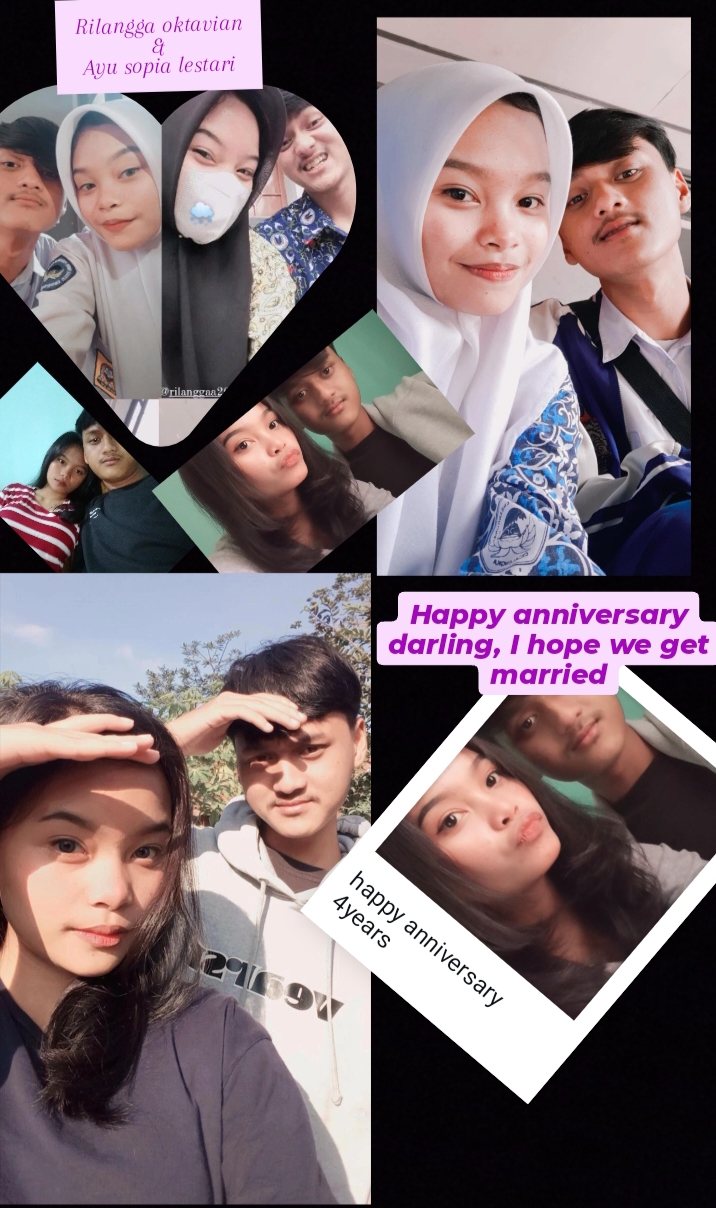 Rilangga oktavian
&
Ayu sopia lestari
Happy anniversary
darling, I hope we get
married
happy anniversary
4years